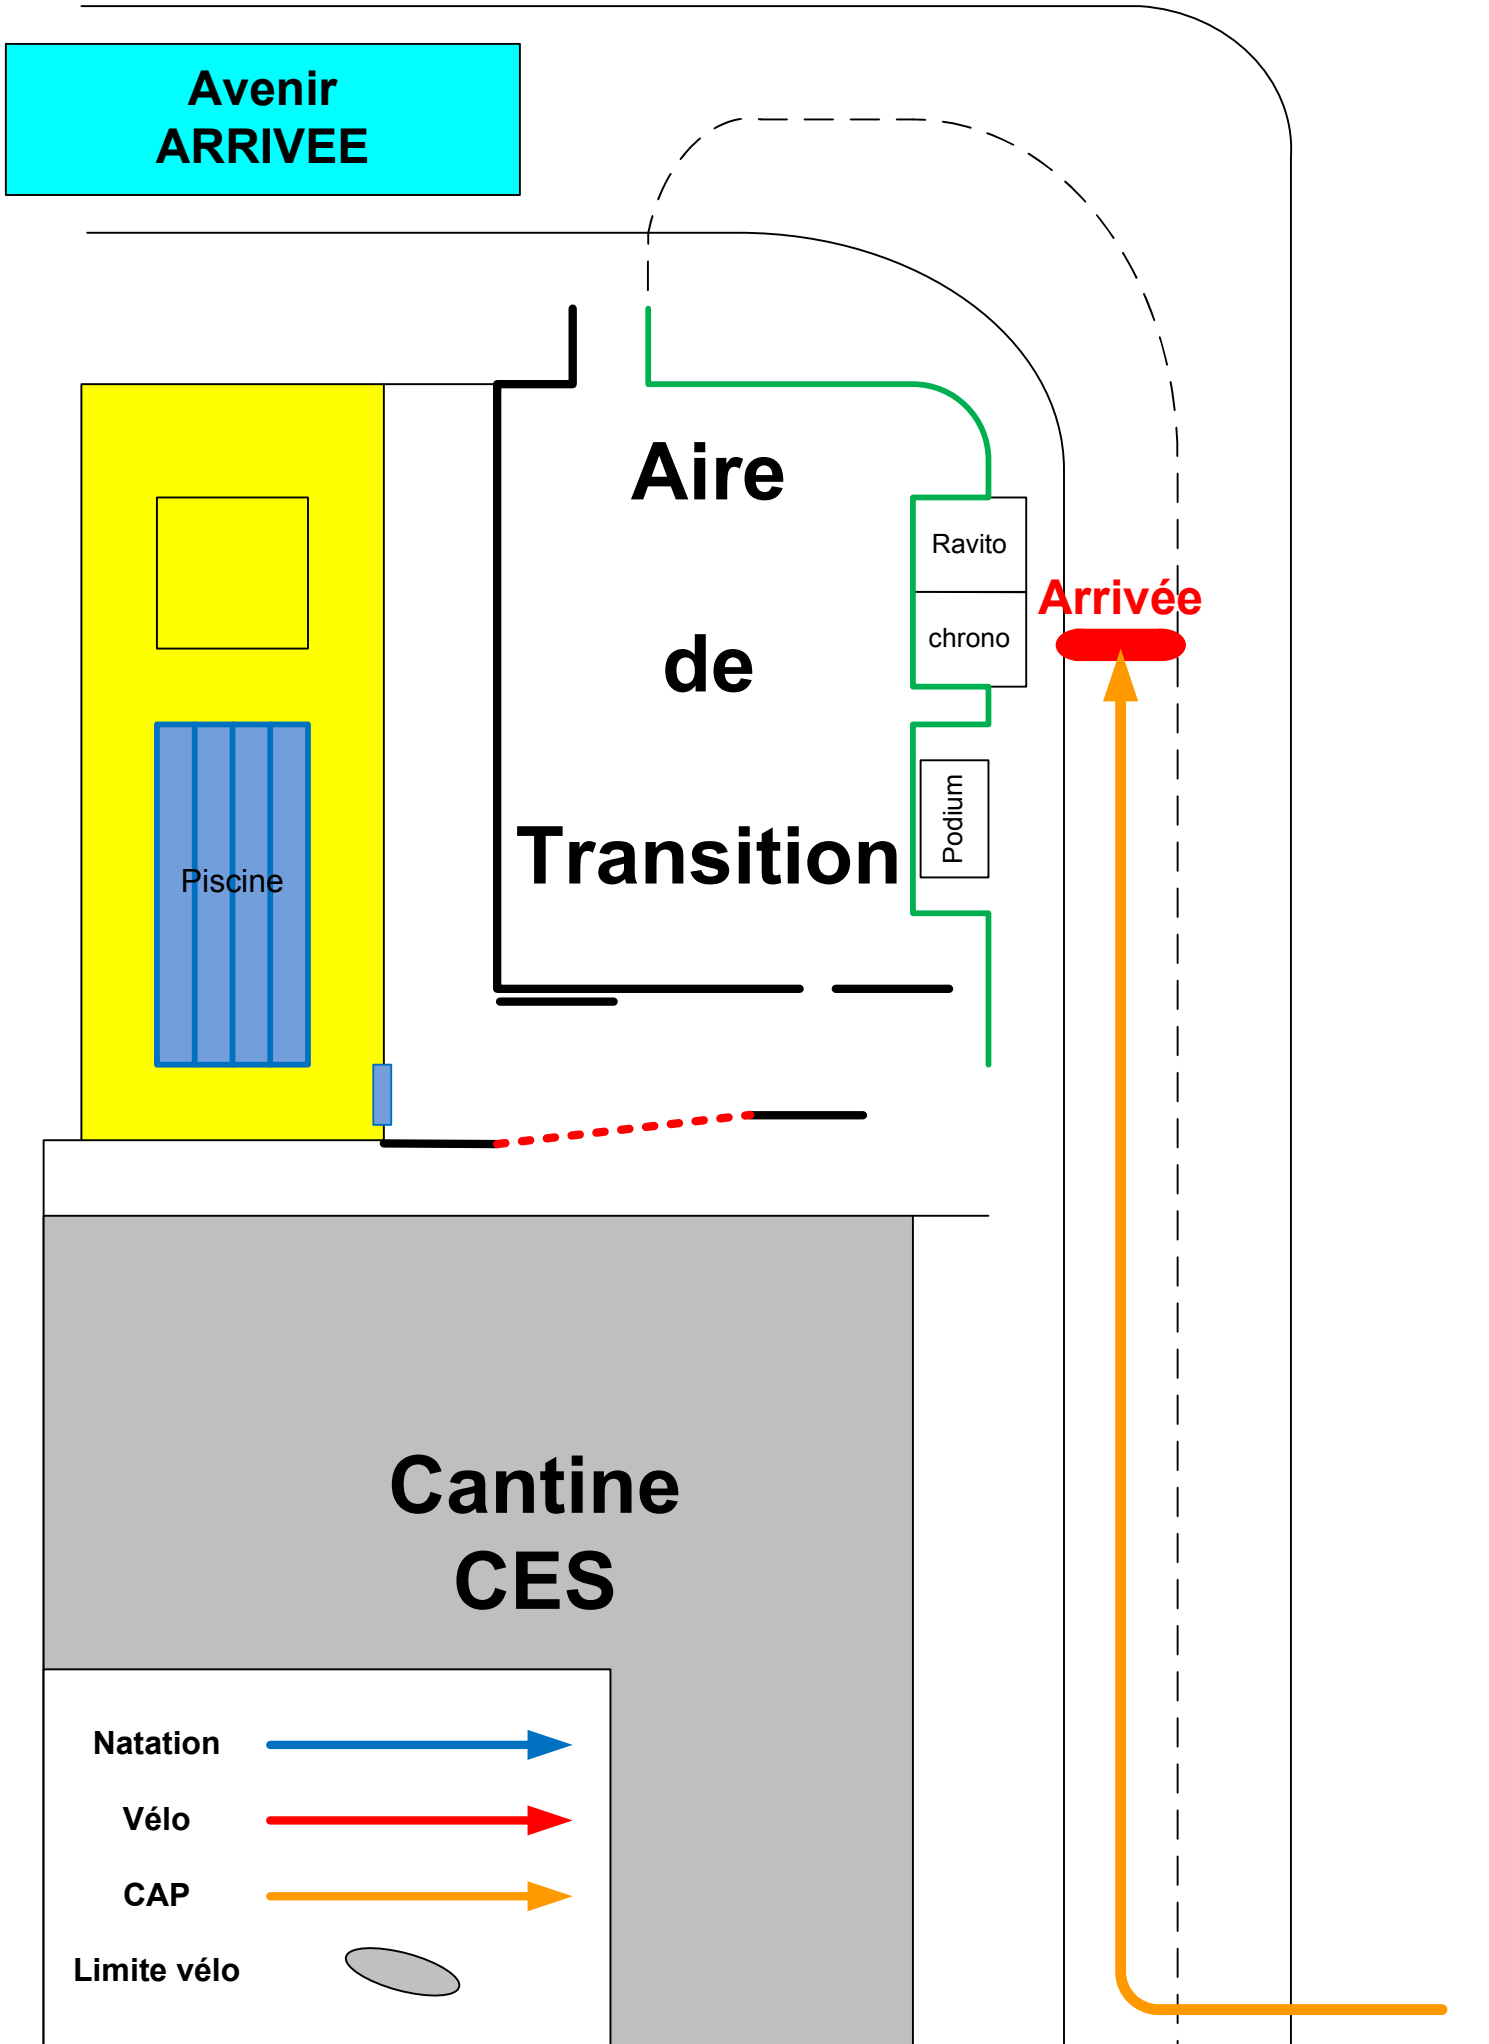 Avenir
ARRIVEE
Aire
de
Transition
Ravito
chrono
Arrivée
Podium
Piscine
Cantine
CES
Natation
Vélo
CAP
Limite vélo